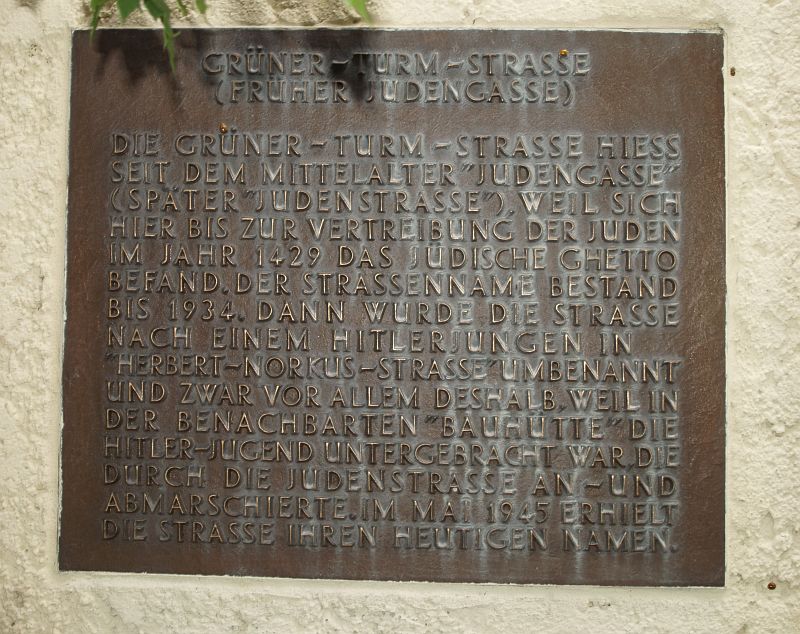 GRÜNER-TURM-STRASSE
(FRÜHER JUDENGASSE)
DIE GRÜNER-TURM-STRASSE HIESS
SEIT DEM MITTELALTER "JUDENGASSE"
(SPÄTER "JUDENSTRASSE"), WEIL SICH
HIER BIS ZUR VERTREIBUNG DER JUDEN
IM JAHR 1429 DAS JÜDISCHE GHETTO
BEFAND. DER STRASSENNAME BESTAND
BIS 1934. DANN WURDE DIE STRASSE
NACH EINEM HITLERJUNGEN IN
"HERBERT-NORKUS-STRASSE" UMBENANNT
UND ZWAR VOR ALLEM DESHALB, WEIL IN
DER BENACHBARTEN "BAUHÜTTE" DIE
HITLER-JUGEND UNTERGEBRACHT WAR, DIE
DURCH DIE JUDENSTRASSE AN- UND
ABMARSCHIERTE. IM MAI 1945 ERHIELT
DIE STRASSE IHREN HEUTIGEN NAMEN.